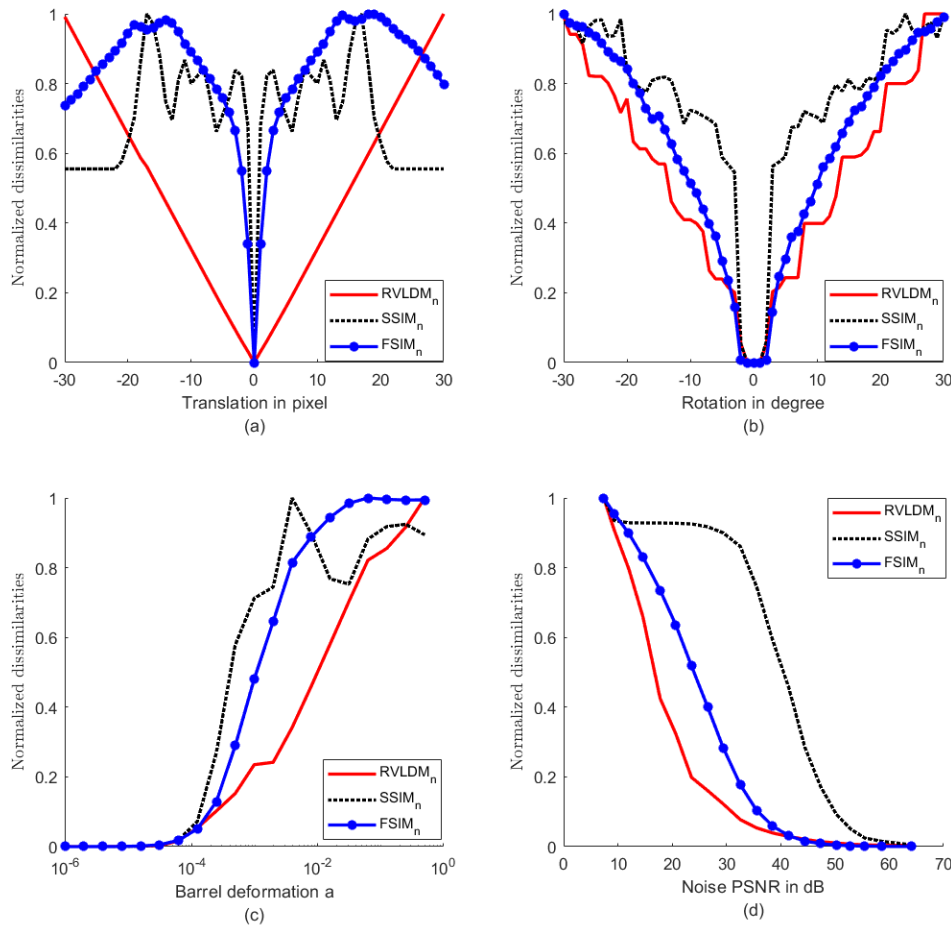 Normalized dissimilarities
1
0.8
0.6
0.4
0.2
0
RVLDMn
SSIMn
FSIMn
-30 -20 -10 0 10 20 30
Translation in pixel
(a)
Normalized dissimilarities
1
0.8
0.6
0.4
0.2
0
RVLDMn
SSIMn
FSIMn
-30 -20 -10 0 10 20 30
Rotation in degree
(b)
Normalized dissimilarities
1
0.8
0.6
0.4
0.2
0
RVLDMn
SSIMn
FSIMn
10-6 10-4 10-2 100
Barrel deformation a
(c)
Normalized dissimilarities
1
0.8
0.6
0.4
0.2
0
RVLDMn
SSIMn
FSIMn
0 10 20 30 40 50 60 70
Noise PSNR in dB
(d)